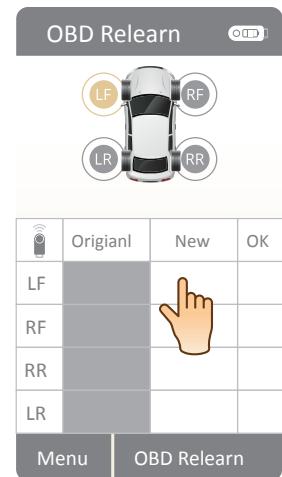 OBD Relearn
LF RF
LR RR
Origianl New OK
LF
RF
RR
LR
Menu OBD Relearn